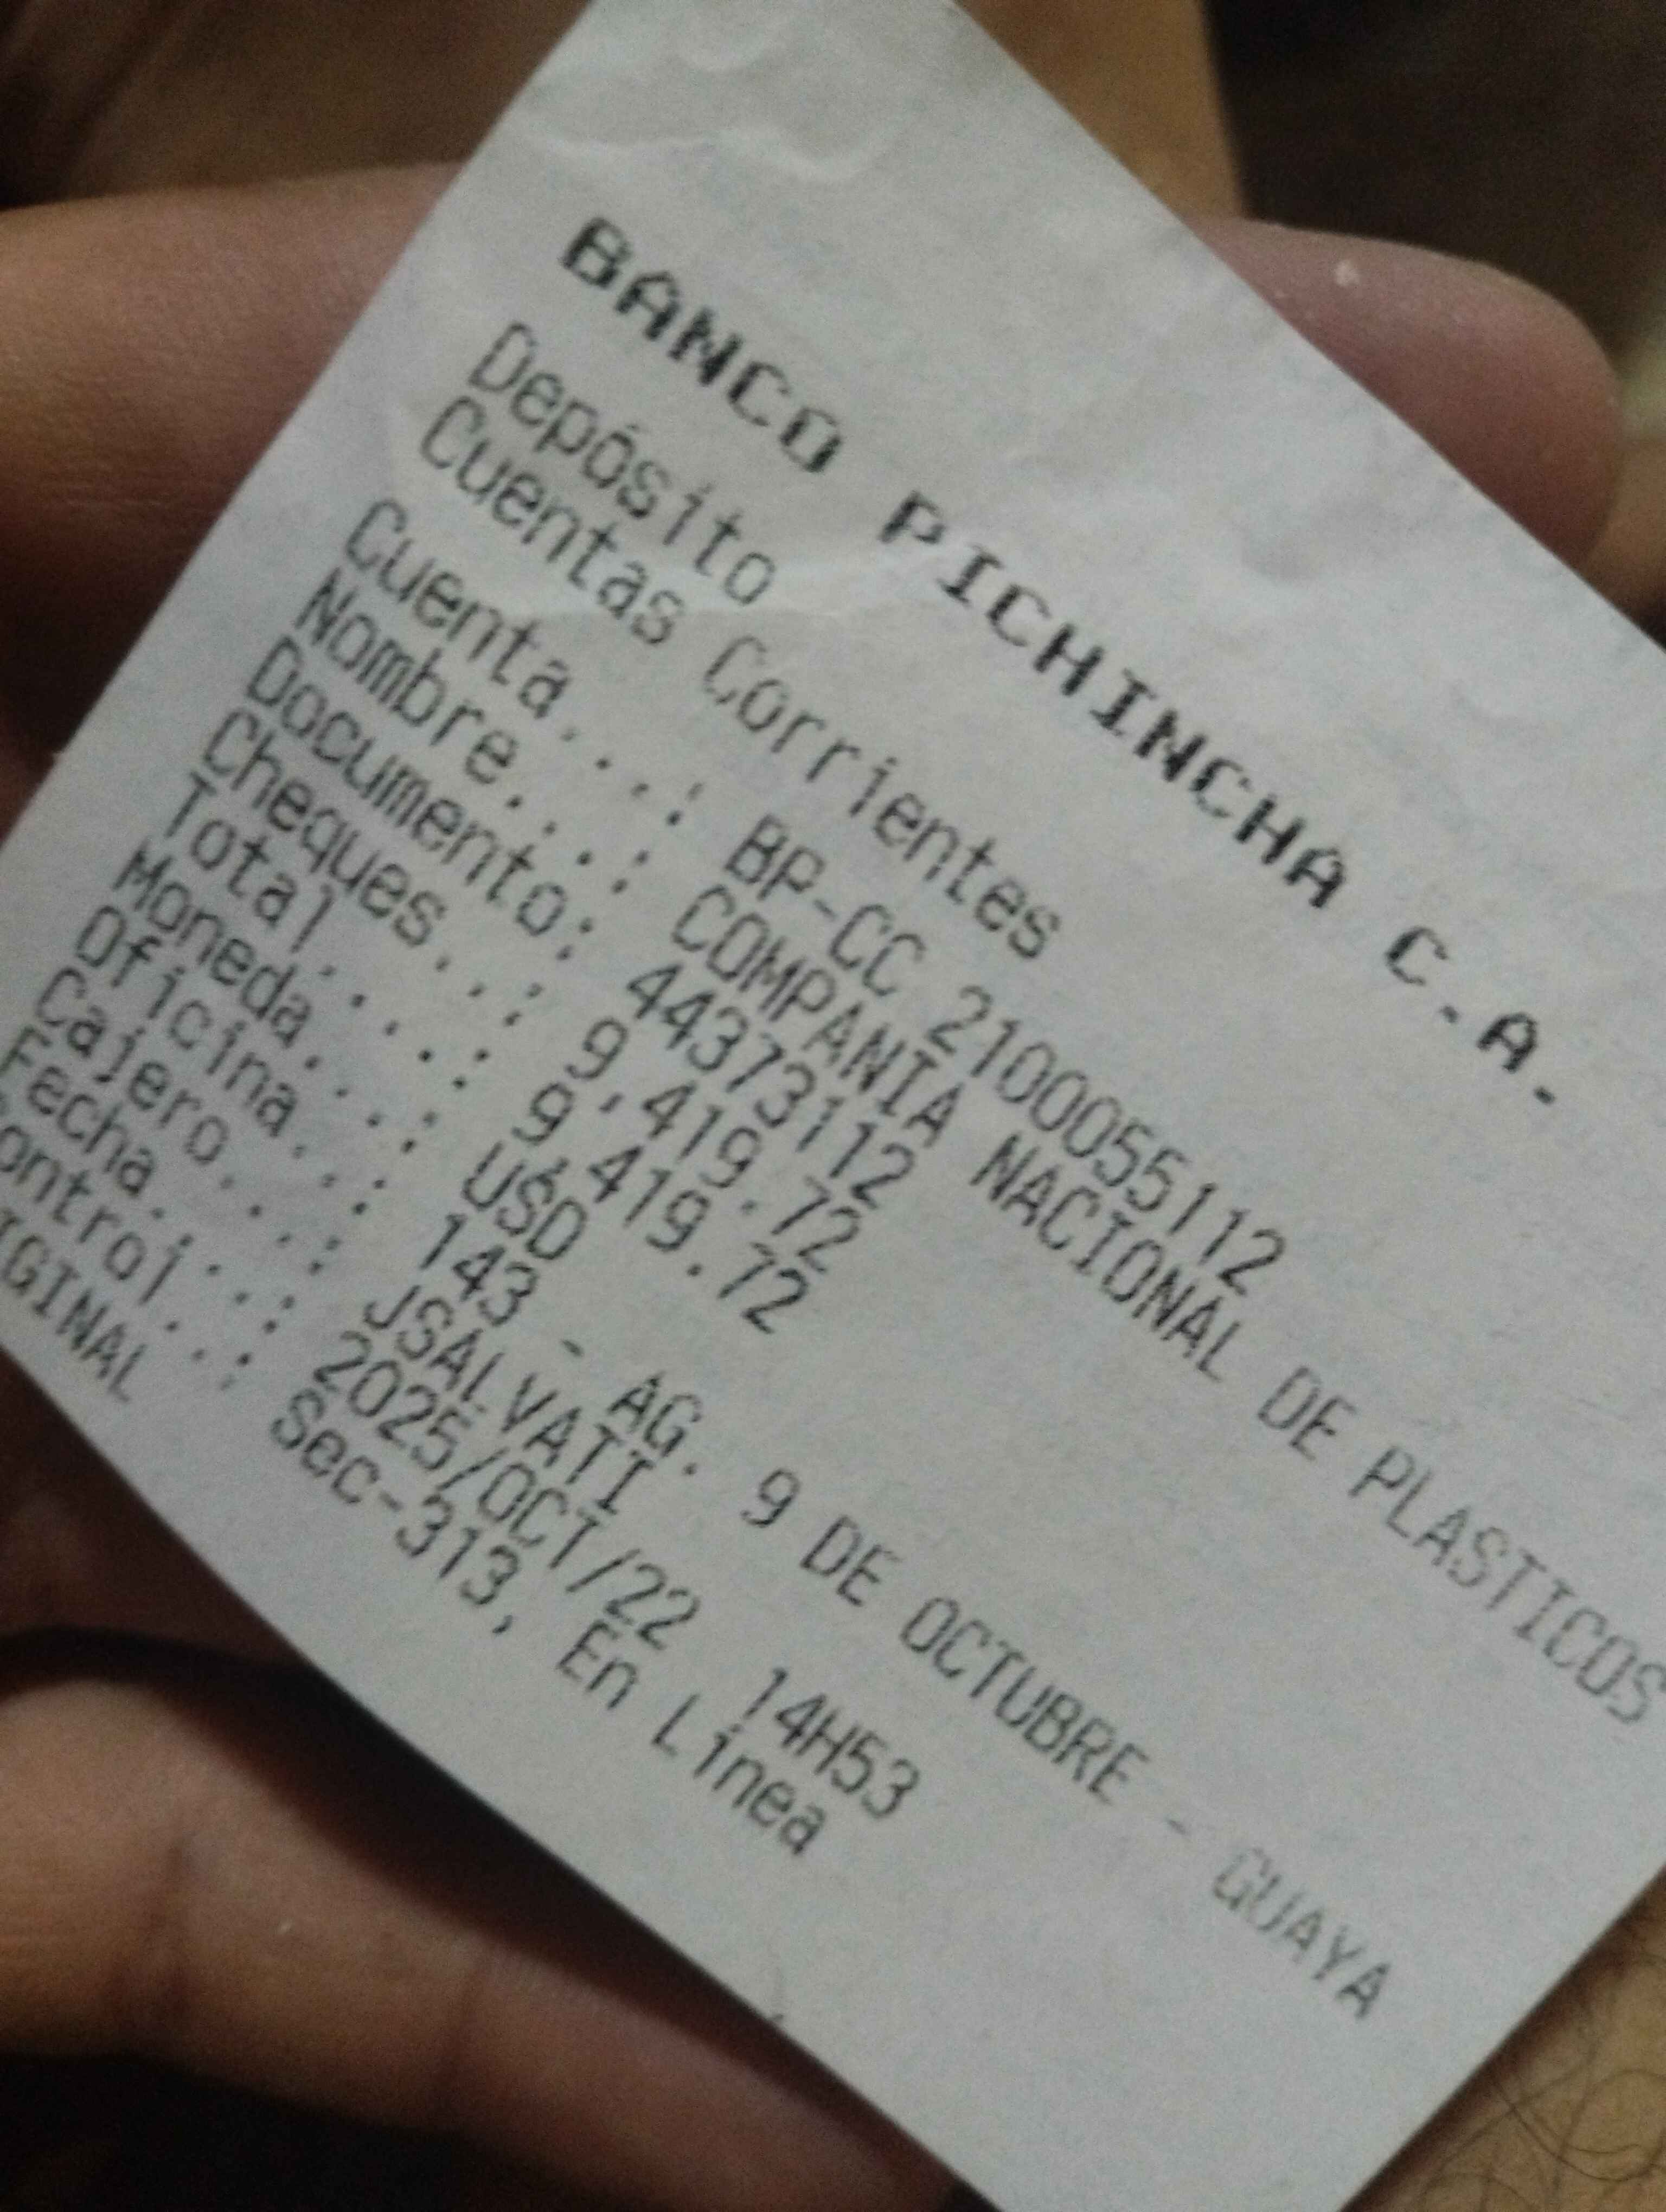 BANCO PICHINCHA C.A.
Depósito
Cuentas Corrientes
Cuenta....: BP-CC 2100055112
Nombre....: COMPANIA NACIONAL DE PLASTICOS
Documento: 44373112
Cheques...: 9,419.72
Total.....: 9,419.72
Moneda....: USD
Oficina...: 143 - AG. 9 DE OCTUBRE - GUAYA
Cajero....: JSALVATI
Fecha.....: 2025/OCT/22 14H53
ontrol...: Sec-313, En Línea
IGINAL